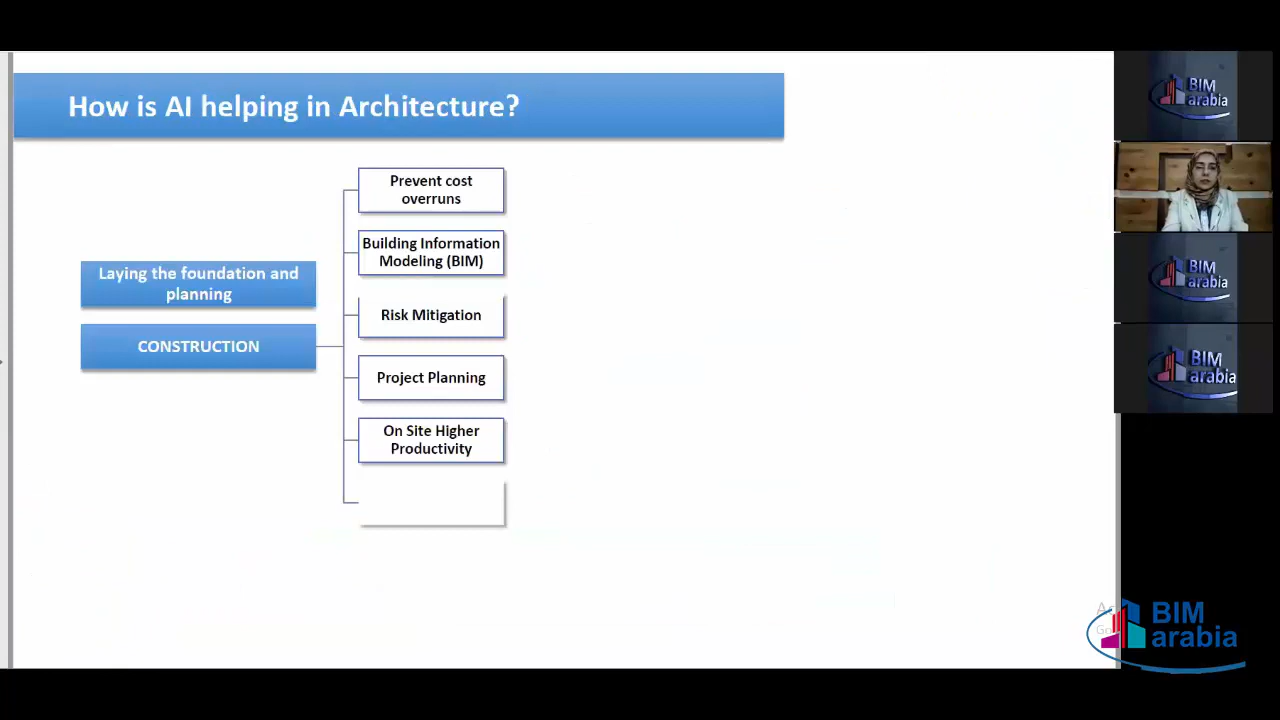 How is AI helping in Architecture?
Prevent cost
overruns
Building Information
Modeling (BIM)
Laying the foundation and
planning
Risk Mitigation
CONSTRUCTION
Project Planning
On Site Higher
Productivity
BIM
arabia
BIM
arabia
BIM
arabia
BIM
arabia